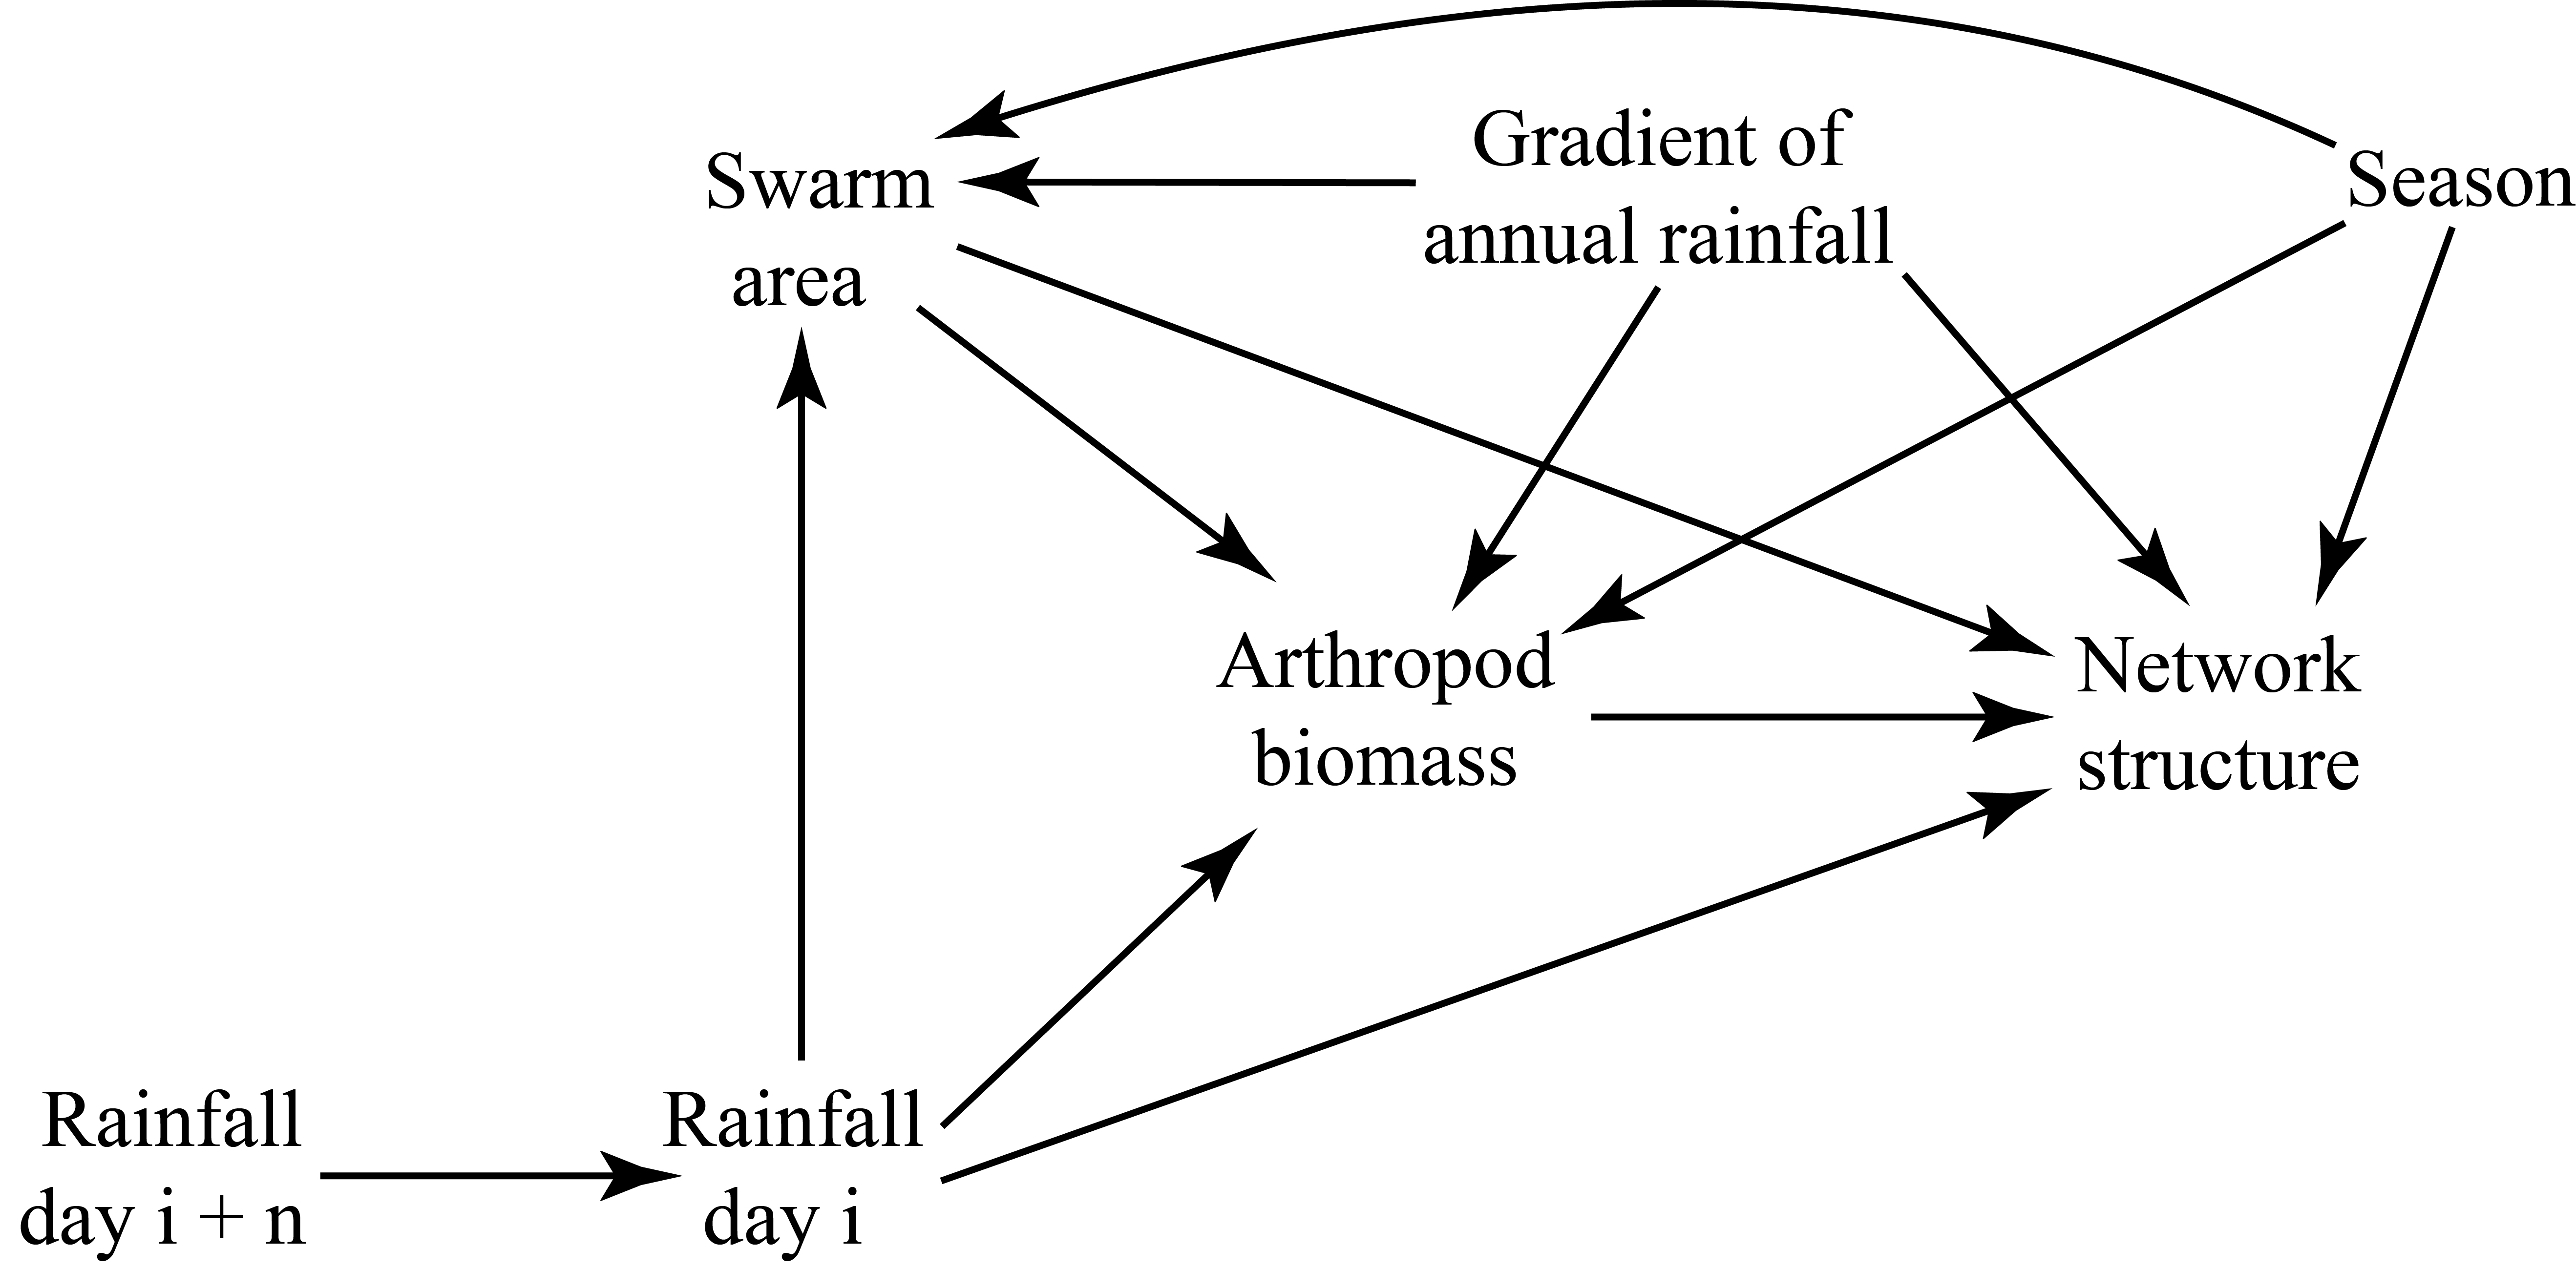 Gradient of
annual rainfall
Season
Swarm
area
Arthropod
biomass
Network
structure
Rainfall
day i + n
Rainfall
day i